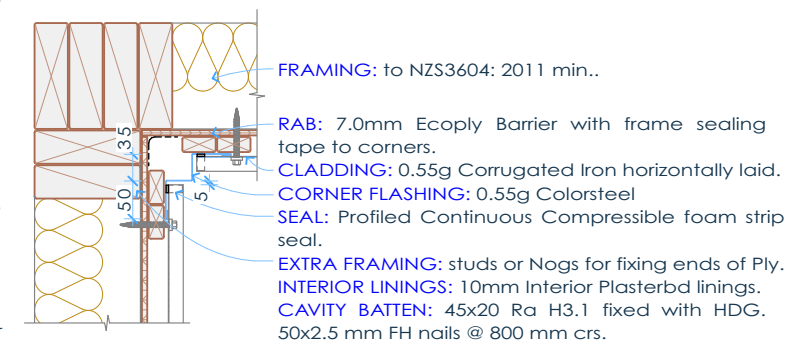 FRAMING: to NZS3604: 2011 min..
RAB: 7.0mm Ecoply Barrier with frame sealing
tape to corners.
CLADDING: 0.55g Corrugated Iron horizontally laid.
CORNER FLASHING: 0.55g Colorsteel
SEAL: Profiled Continuous Compressible foam strip
seal.
EXTRA FRAMING: studs or Nogs for fixing ends of Ply.
INTERIOR LININGS: 10mm Interior Plasterbd linings.
CAVITY BATTEN: 45x20 Ra H3.1 fixed with HDG.
50x2.5 mm FH nails @ 800 mm crs.
35
50
5